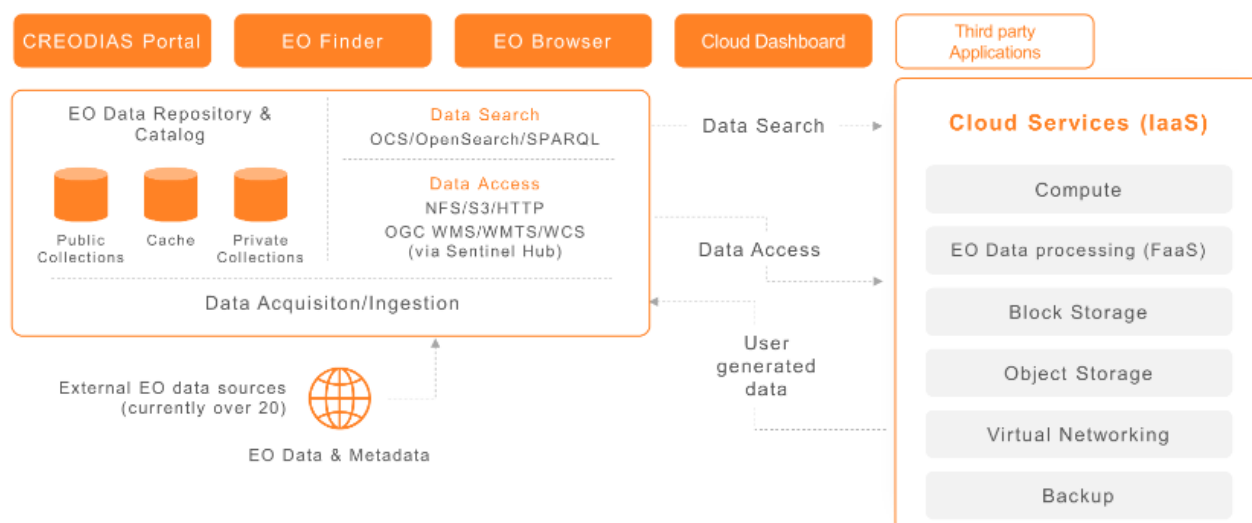 CREODIAS Portal
EO Finder
EO Browser
Cloud Dashboard
Third party
Applications
EO Data Repository &
Catalog
Public
Collections
Cache
Private
Collections
Data Search
OCS/OpenSearch/SPARQL
Data Access
NFS/S3/HTTP
OGC WMS/WMTS/WCS
(via Sentinel Hub)
Data Acquisiton/Ingestion
External EO data sources
(currently over 20)
EO Data & Metadata
Data Search
Data Access
User
generated
data
Cloud Services (IaaS)
Compute
EO Data processing (FaaS)
Block Storage
Object Storage
Virtual Networking
Backup